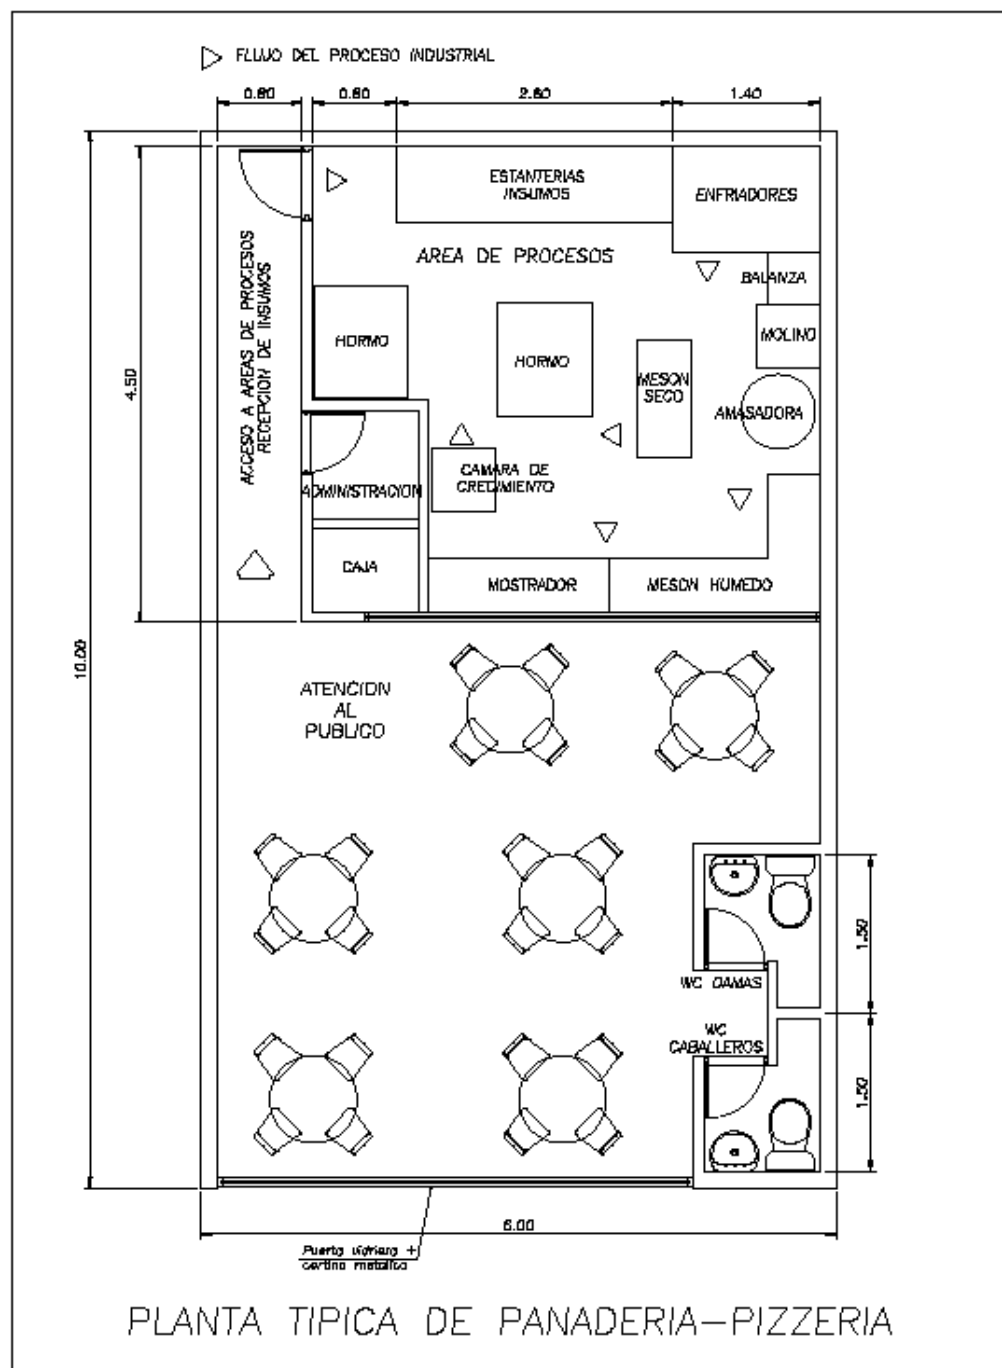 FLUJO DEL PROCESO INDUSTRIAL
0.80
0.80
2.60
1.40
ESTANTERIAS
INSUMOS
ENFRIADORES
AREA DE PROCESOS
BALANZA
ACCESO A AREAS DE PROCESOS
RECEPCION DE INSUMOS
HORMO
HORMO
MOLINO
MESON
SECO
AMASADORA
4.50
CAMARA DE
CRECIMIENTO
ADMINISTRACION
CAJA
MOSTRADOR
MESON HUMEDO
10.00
ATENCION
AL
PUBLICO
1.50
WC DAMAS
WC
CABALLEROS
1.50
6.00
Puerta vidriera +
cortina metalica
PLANTA TIPICA DE PANADERIA-PIZZERIA